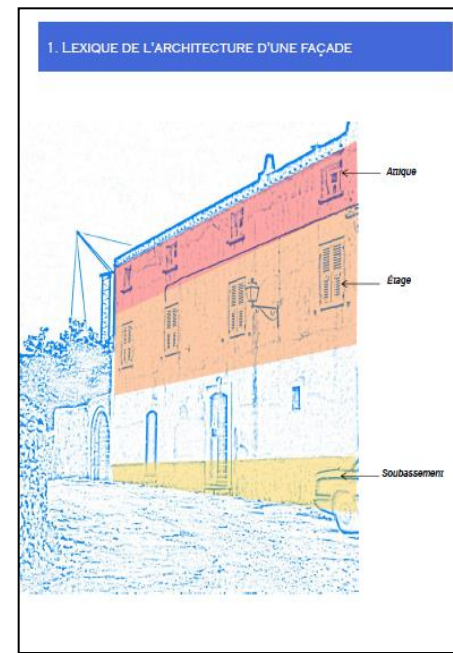 1. LEXIQUE DE L'ARCHITECTURE D'UNE FAÇADE
Attique
Étage
Soubassement